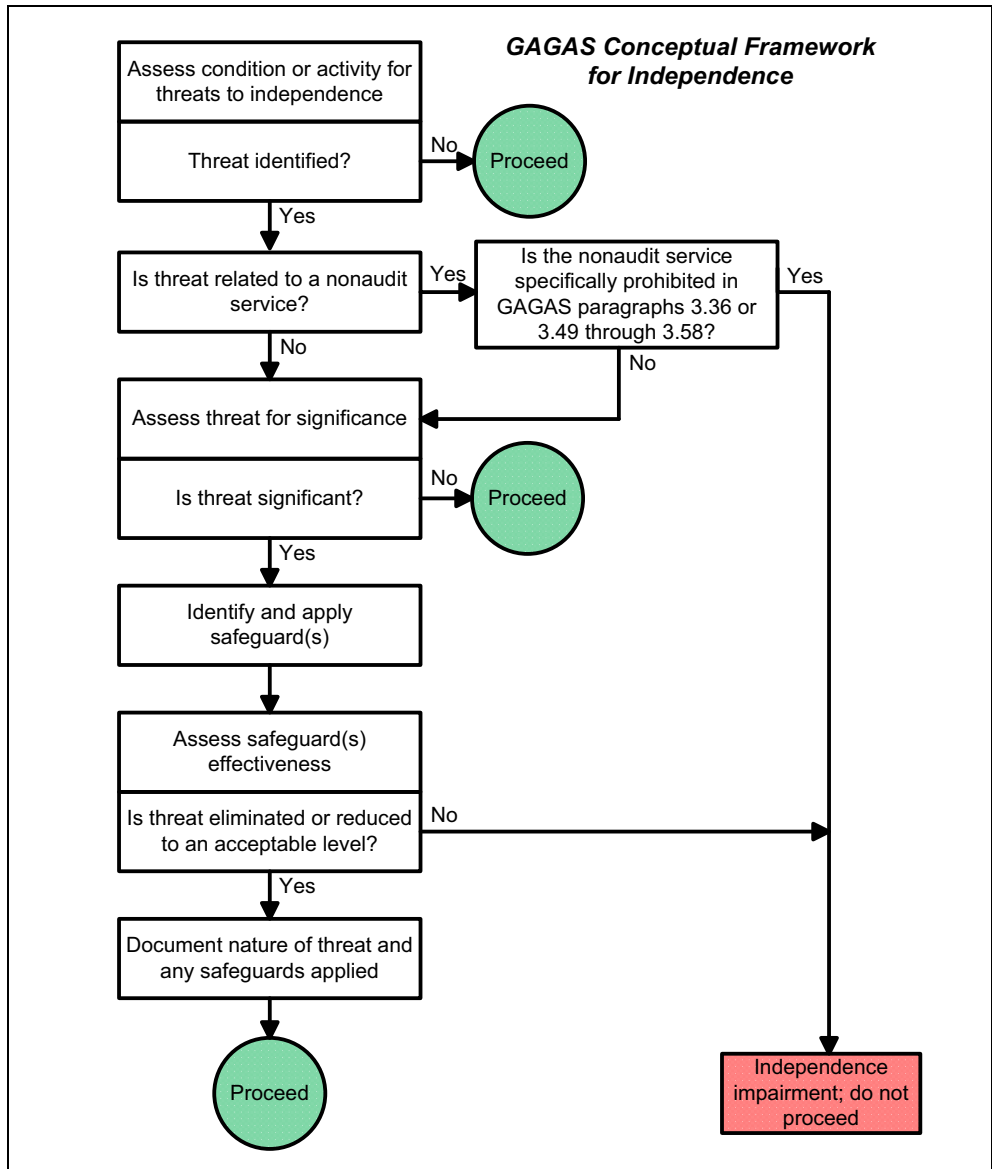 GAGAS Conceptual Framework
for Independence
Assess condition or activity for
threats to independence
Threat identified?
No
Proceed
Yes
Is threat related to a nonaudit
service?
Yes
Is the nonaudit service
specifically prohibited in
GAGAS paragraphs 3.36 or
3.49 through 3.58?
Yes
No
No
Assess threat for significance
Is threat significant?
No
Proceed
Yes
Identify and apply
safeguard(s)
Assess safeguard(s)
effectiveness
Is threat eliminated or reduced
to an acceptable level?
No
Yes
Document nature of threat and
any safeguards applied
Proceed
Independence
impairment; do not
proceed